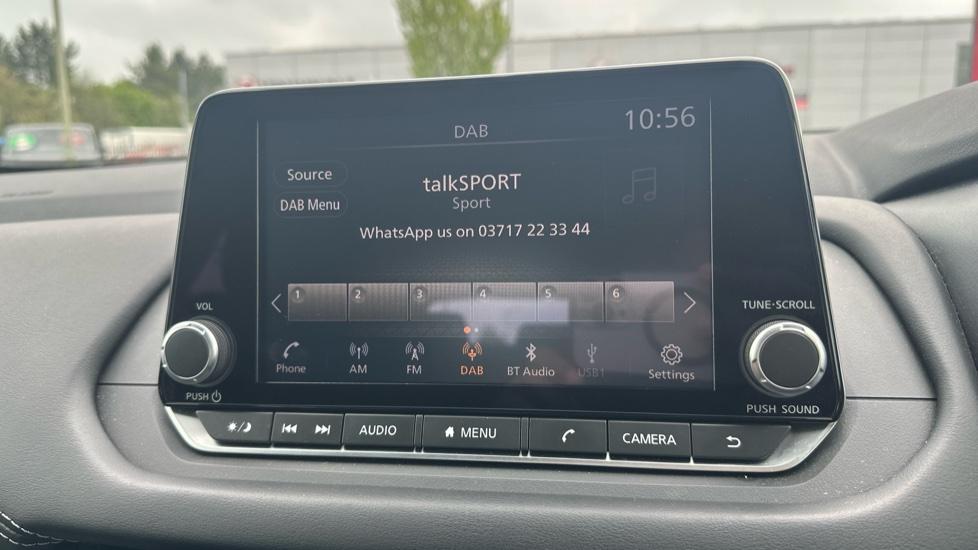 DAB
10:56
Source
talkSPORT
Sport
DAB Menu
WhatsApp us on 03717 22 33 44
1 2 3 4 5 6
VOL
TUNE•SCROLL
Phone AM FM DAB BT Audio USB1 Settings
PUSH
PUSH SOUND
AUDIO MENU CAMERA